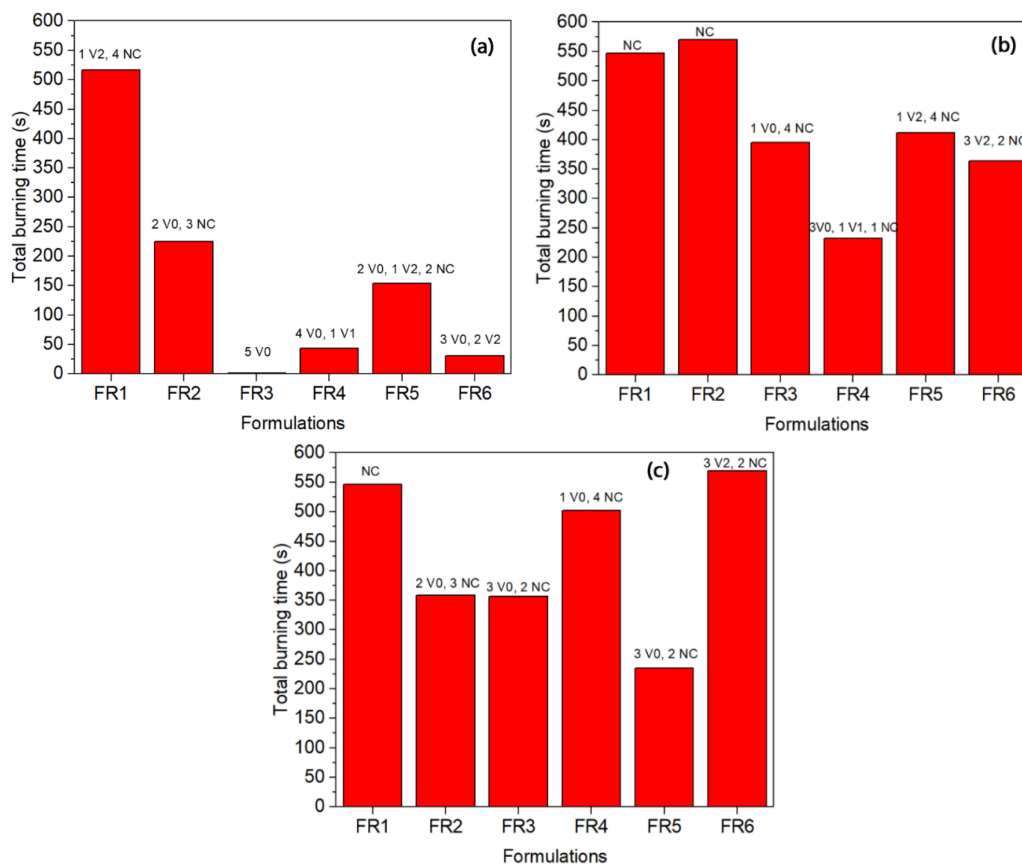 (a)
Total burning time (s)
600
550
500
450
400
350
300
250
200
150
100
50
0
1 V2, 4 NC
2 V0, 3 NC
5 V0
4 V0, 1 V1
2 V0, 1 V2, 2 NC
3 V0, 2 V2
FR1 FR2 FR3 FR4 FR5 FR6
Formulations
(b)
Total burning time (s)
600
550
500
450
400
350
300
250
200
150
100
50
0
NC
NC
1 V0, 4 NC
3V0, 1 V1, 1 NC
1 V2, 4 NC
3 V2, 2 NC
FR1 FR2 FR3 FR4 FR5 FR6
Formulations
(c)
Total burning time (s)
600
550
500
450
400
350
300
250
200
150
100
50
0
NC
2 V0, 3 NC
3 V0, 2 NC
1 V0, 4 NC
3 V0, 2 NC
3 V2, 2 NC
FR1 FR2 FR3 FR4 FR5 FR6
Formulations